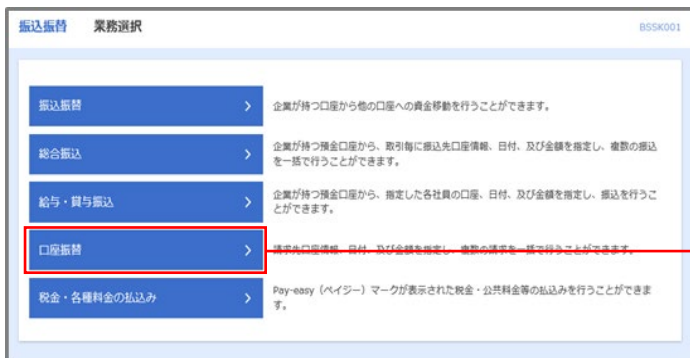 振込振替 業務選択 BSSK001
振込振替
企業が持つ口座から他の口座への資金移動を行うことができます。
総合振込
企業が持つ預金口座から、取引毎に振込先口座情報、日付、及び金額を指定し、複数の振込
を一括で行うことができます。
給与・賞与振込
企業が持つ預金口座から、指定した各社員の口座、日付、及び金額を指定し、振込を行うこ
とができます。
口座振替
請求先口座情報、日付、及び金額を指定し、複数の請求を一括で行うことができます。
税金・各種料金の払込み
Pay-easy（ペイジー）マークが表示された税金・公共料金等の払込みを行うことができま
す。